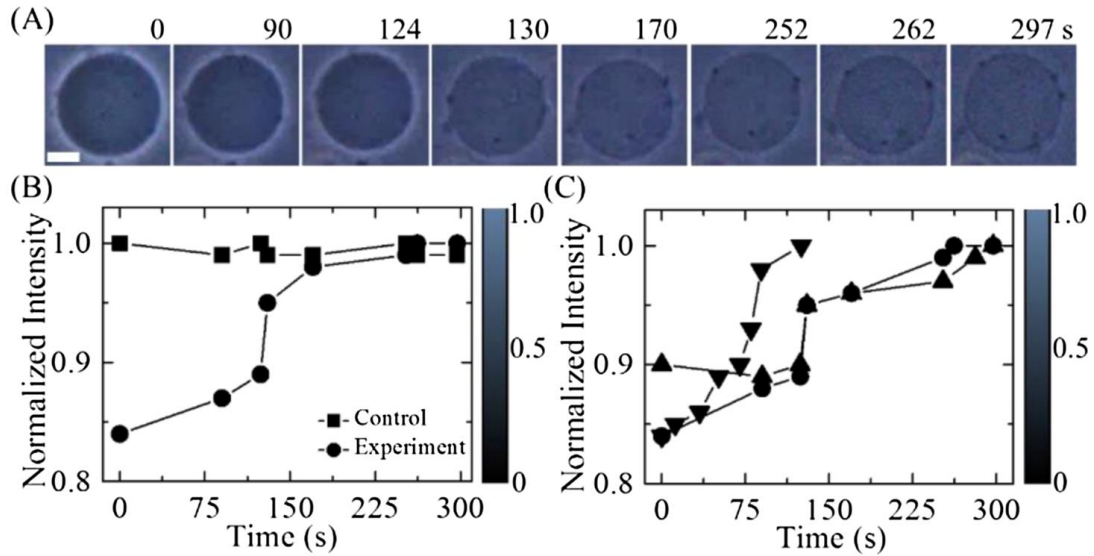 (A)
0 90 124 130 170 252 262 297 s
(B)
Normalized Intensity
1.0
0.9
0.8
0 75 150 225 300
Time (s)
Control
Experiment
1.0
0.5
0
(C)
Normalized Intensity
1.0
0.9
0.8
0 75 150 225 300
Time (s)
1.0
0.5
0